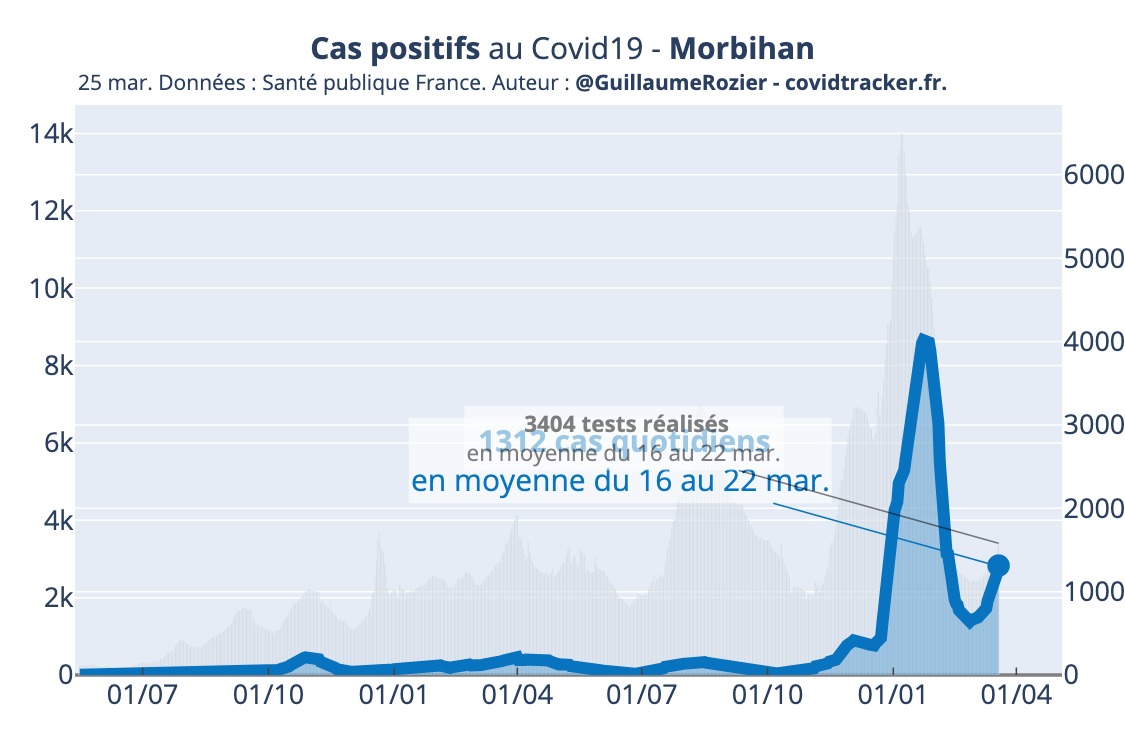 Cas positifs au Covid19 - Morbihan
25 mar. Données : Santé publique France. Auteur : @GuillaumeRozier - covidtracker.fr.
14k
12k
10k
8k
6k
4k
2k
0
6000
5000
4000
3000
2000
1000
0
3404 tests réalisés
en moyenne du 16 au 22 mar.
1312 cas quotidiens
en moyenne du 16 au 22 mar.
01/07
01/10
01/01
01/04
01/07
01/10
01/01
01/04